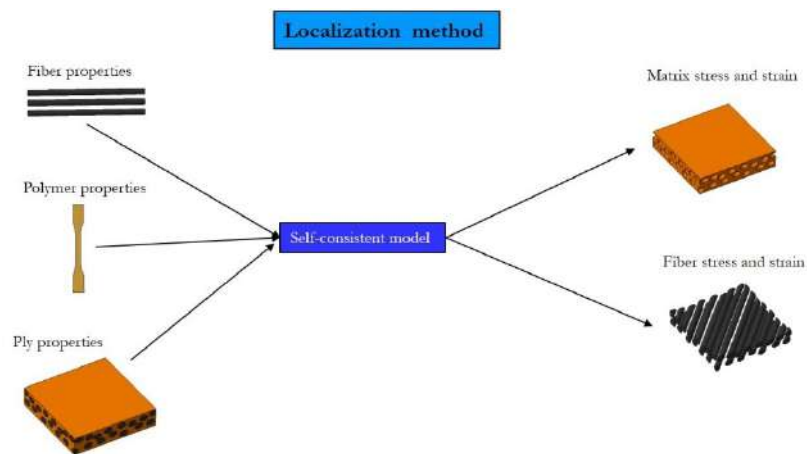 Localization method
Fiber properties
Matrix stress and strain
Polymer properties
Self-consistent model
Fiber stress and strain
Ply properties